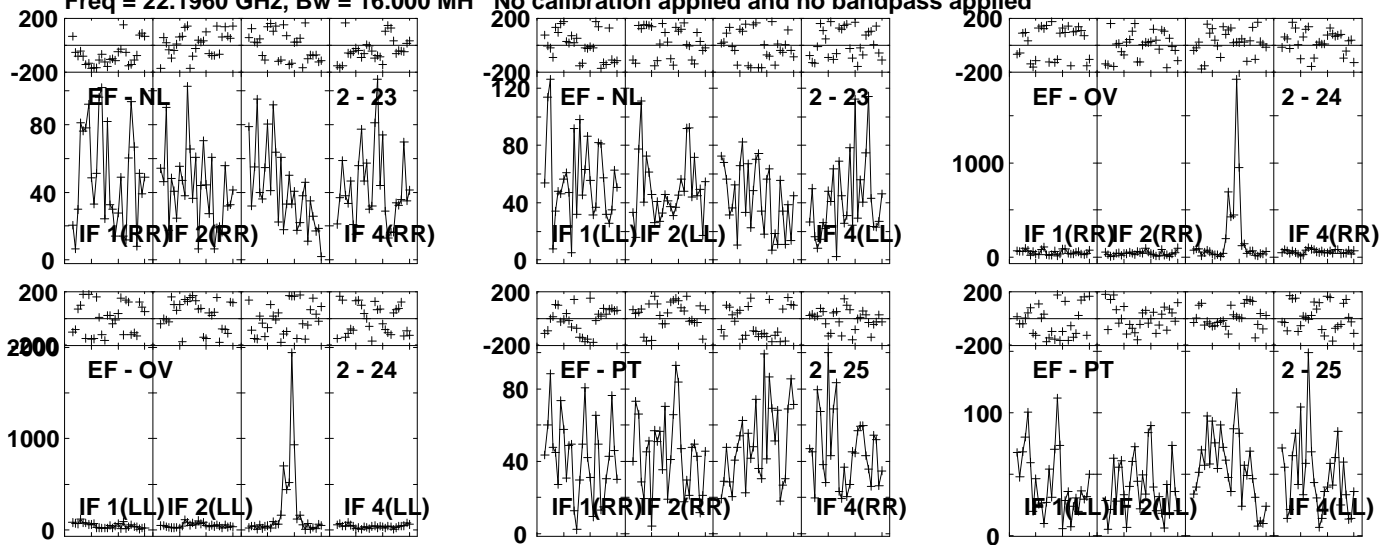 Freq = 22.1960 GHz, Bw = 16.000 MH No calibration applied and no bandpass applied
200
-200
EF - NL 2 - 23
80
40
0
IF 1(RR) IF 2(RR) IF 4(RR)
200
-200
120
EF - NL 2 - 23
80
40
0
IF 1(LL) IF 2(LL) IF 4(LL)
200
-200
EF - OV 2 - 24
1000
0
IF 1(RR) IF 2(RR) IF 4(RR)
200
-200
2000
EF - OV 2 - 24
1000
0
IF 1(LL) IF 2(LL) IF 4(LL)
200
-200
EF - PT 2 - 25
80
40
0
IF 1(RR) IF 2(RR) IF 4(RR)
200
-200
EF - PT 2 - 25
100
0
IF 1(LL) IF 2(LL) IF 4(LL)